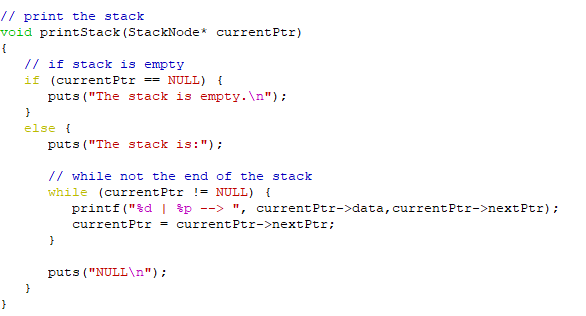 // print the stack
void printStack(StackNode* currentPtr)
{
   // if stack is empty
   if (currentPtr == NULL) {
      puts("The stack is empty.\n");
   }
   else {
      puts("The stack is:");

      // while not the end of the stack
      while (currentPtr != NULL) {
         printf("%d | %p --> ", currentPtr->data,currentPtr->nextPtr);
         currentPtr = currentPtr->nextPtr;
      }

      puts("NULL\n");
   }
}